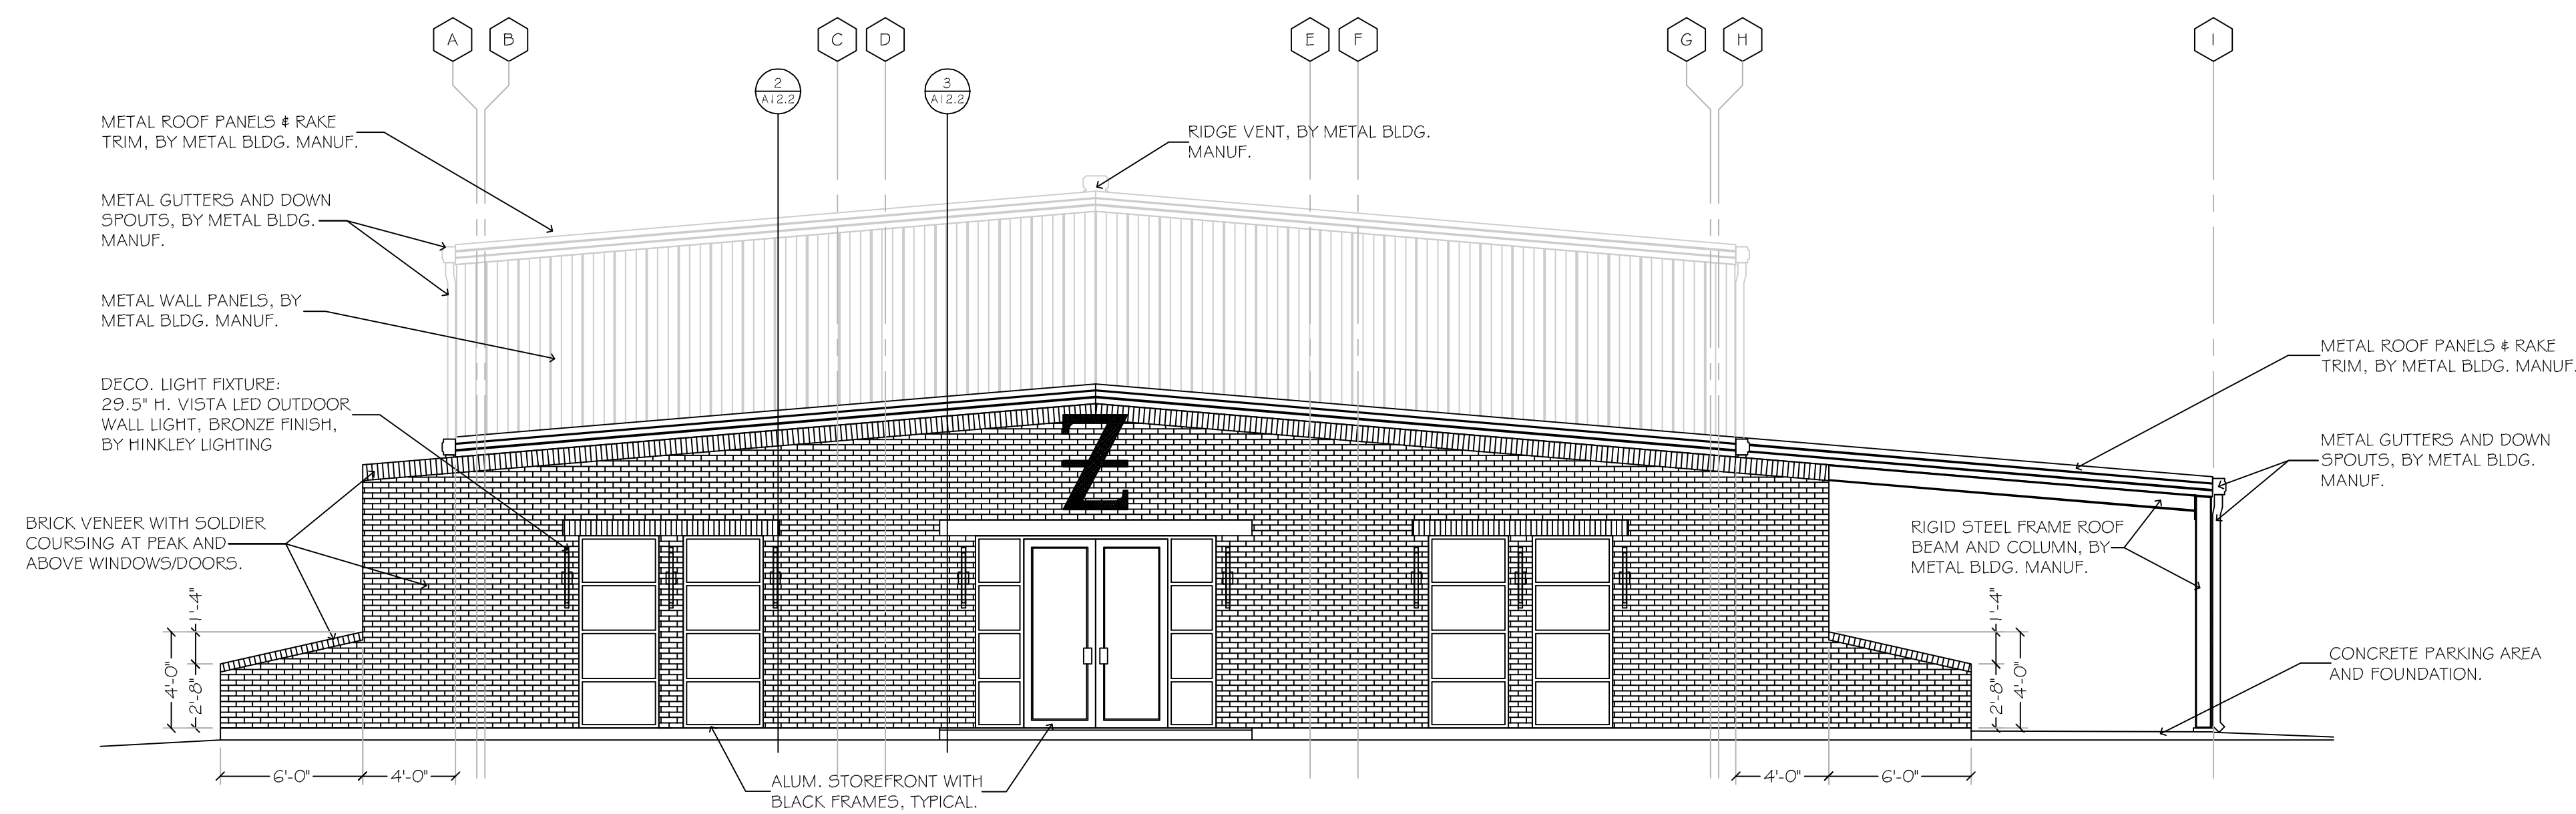 A
B
C
D
E
F
G
H
I
2
A12.2
3
A12.2
METAL ROOF PANELS & RAKE
TRIM, BY METAL BLDG. MANUF.
RIDGE VENT, BY METAL BLDG.
MANUF.
METAL GUTTERS AND DOWN
SPOUTS, BY METAL BLDG.
MANUF.
METAL WALL PANELS, BY
METAL BLDG. MANUF.
DECO. LIGHT FIXTURE:
29.5" H. VISTA LED OUTDOOR
WALL LIGHT, BRONZE FINISH,
BY HINKLEY LIGHTING
BRICK VENEER WITH SOLDIER
COURSING AT PEAK AND
ABOVE WINDOWS/DOORS.
Z
METAL ROOF PANELS & RAKE
TRIM, BY METAL BLDG. MANUF.
METAL GUTTERS AND DOWN
SPOUTS, BY METAL BLDG.
MANUF.
RIGID STEEL FRAME ROOF
BEAM AND COLUMN, BY
METAL BLDG. MANUF.
CONCRETE PARKING AREA
AND FOUNDATION.
1'-4"
4'-0"
2'-8"
1'-4"
2'-8"
4'-0"
6'-0"
4'-0"
ALUM. STOREFRONT WITH
BLACK FRAMES, TYPICAL.
4'-0"
6'-0"